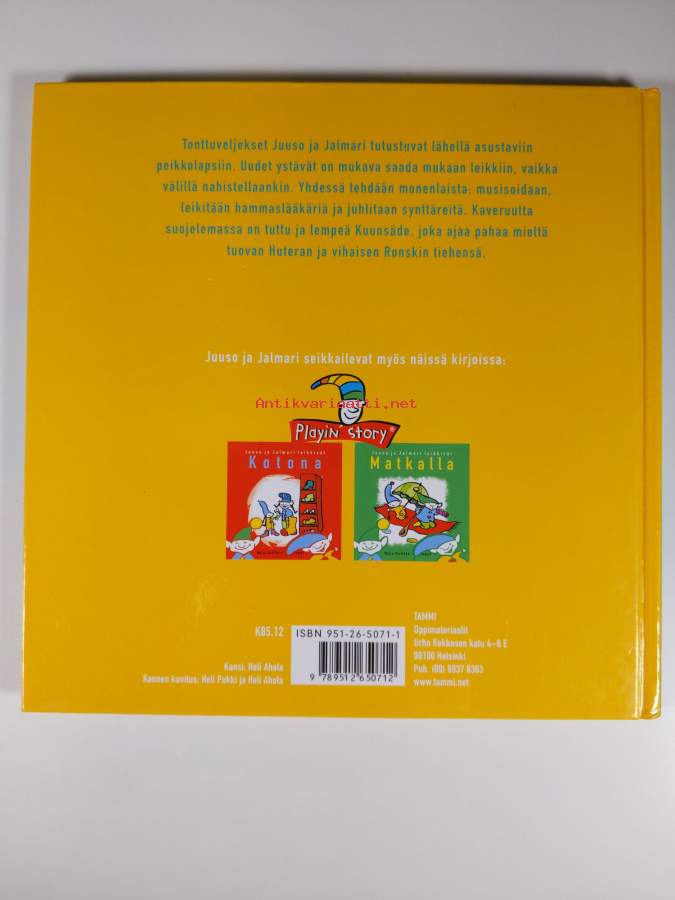 Tonttuveljekset Juuso ja Jalmari tutustuvat lähellä asustaviin
peikkolapsiin. Uudet ystävät on mukava saada mukaan leikkiin, vaikka
välillä nahistellaankin. Yhdessä tehdään monenlaista: musisoidaan,
leikitään hammaslääkäriä ja juhlitaan synttäreitä. Kaveruutta
suojelemassa on tuttu ja lempeä Kuunsäde, joka ajaa pahaa mieltä
tuovan Huteran ja vihaisen Ronskin tiehensä.
Juuso ja Jalmari seikkailevat myös näissä kirjoissa:
Antikvariaatti.net
Playin' Story
Juuso ja Jalmari leikkivät
Kotona
Juuso ja Jalmari leikkivät
Matkalla
K85.12
ISBN 951-26-5071-1
9 789512 650712
Kansi: Heli Ahola
Kannen kuvitus: Heli Pukki ja Heli Ahola
TAMMI
Oppimateriaalit
Urho Kekkosen katu 4–8 E
00100 Helsinki
Puh. (09) 6937 6363
www.tammi.net